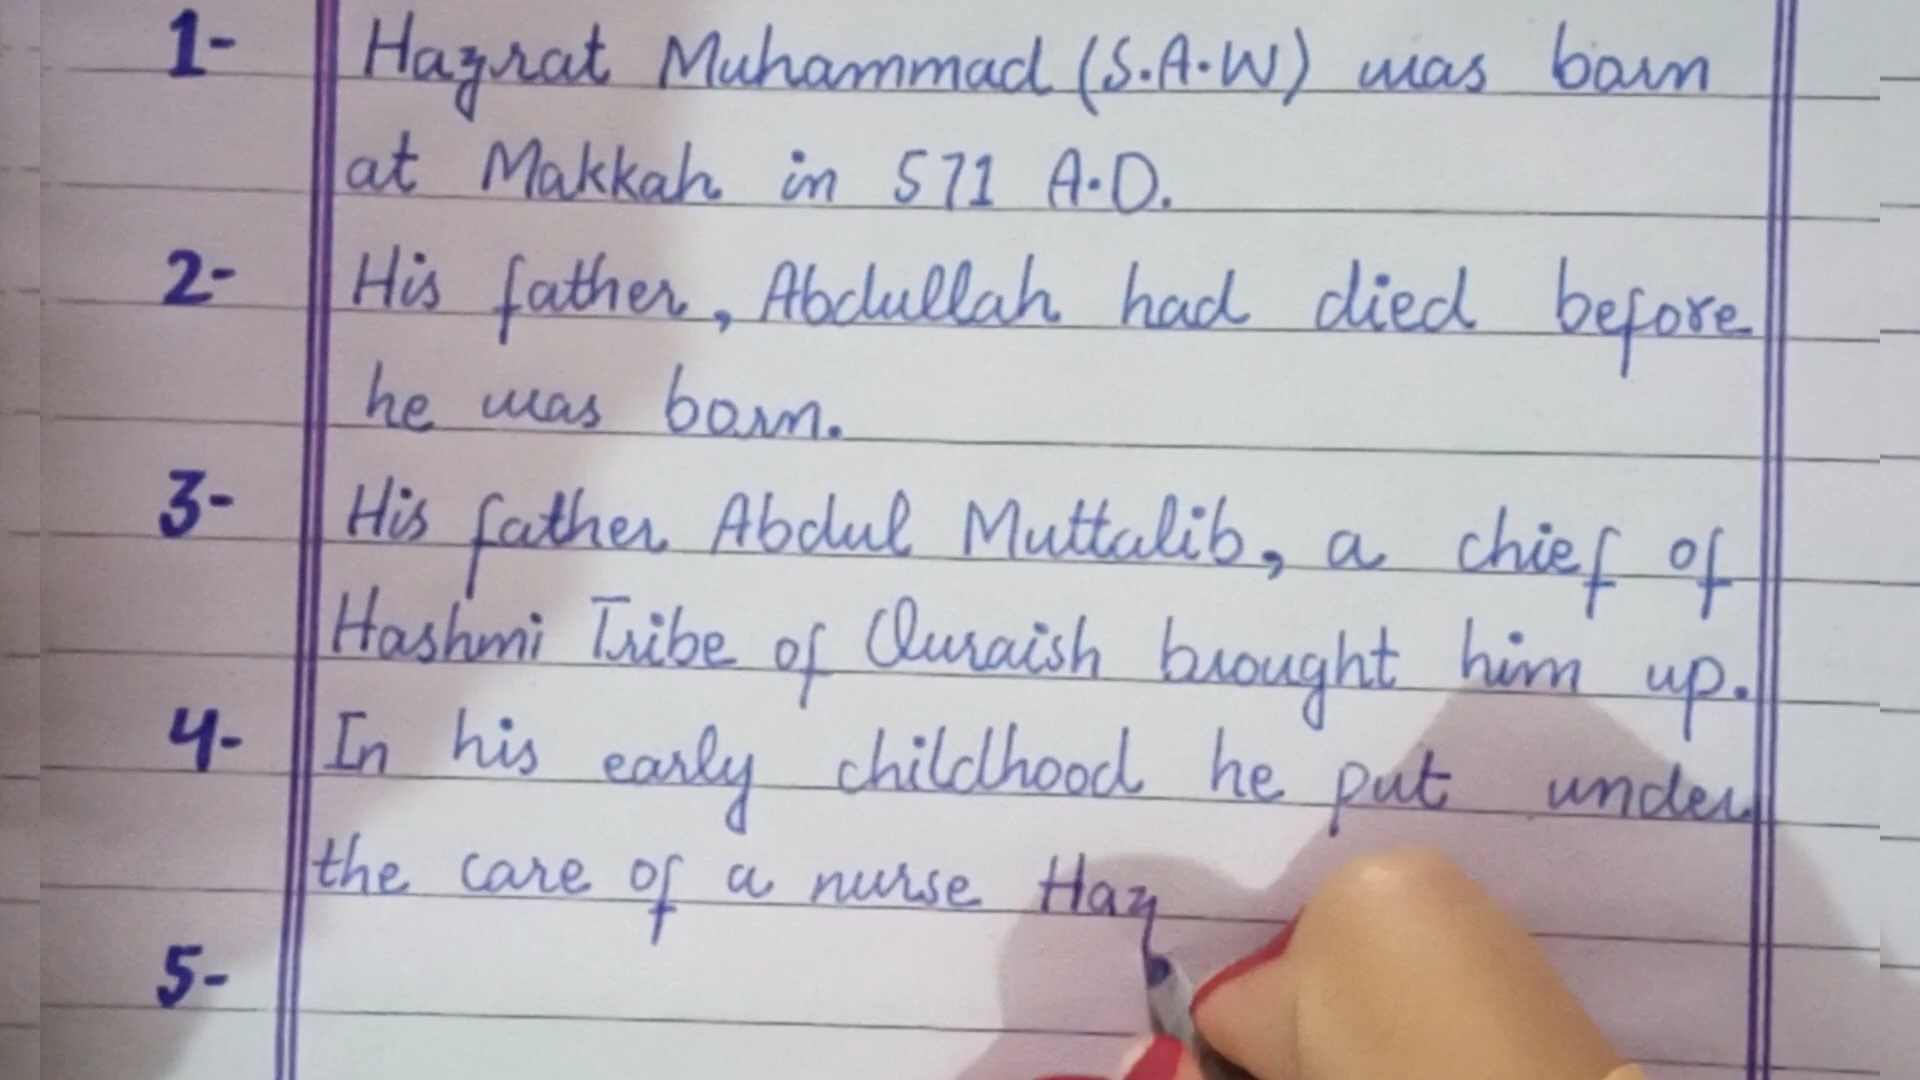 1- Hazrat Muhammad (S.A.W) was born
at Makkah in 571 A.D.
2- His father, Abdullah had died before
he was born.
3- His father Abdul Muttalib, a chief of
Hashmi Tribe of Quraish brought him up.
4- In his early childhood he put under
the care of a nurse Haz
5-